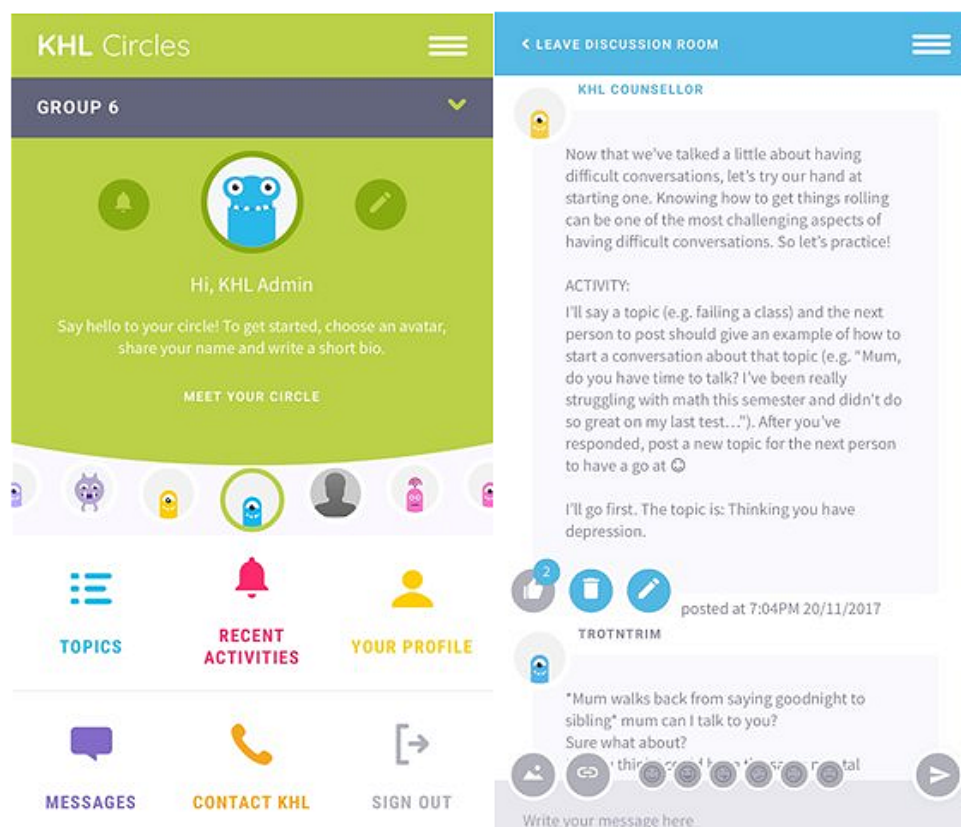 KHL Circles
GROUP 6
Hi, KHL Admin
Say hello to your circle! To get started, choose an avatar,
share your name and write a short bio.
MEET YOUR CIRCLE
TOPICS
RECENT
ACTIVITIES
YOUR PROFILE
MESSAGES
CONTACT KHL
SIGN OUT
< LEAVE DISCUSSION ROOM
KHL COUNSELLOR
Now that we've talked a little about having
difficult conversations, let's try our hand at
starting one. Knowing how to get things rolling
can be one of the most challenging aspects of
having difficult conversations. So let's practice!
ACTIVITY:
I'll say a topic (e.g. failing a class) and the next
person to post should give an example of how to
start a conversation about that topic (e.g. "Mum,
do you have time to talk? I've been really
struggling with math this semester and didn't do
so great on my last test..."). After you've
responded, post a new topic for the next person
to have a go at ☺
I'll go first. The topic is: Thinking you have
depression.
2
posted at 7:04PM 20/11/2017
TROTNTRIM
*Mum walks back from saying goodnight to
sibling* mum can I talk to you?
Sure what about?
Write your message here